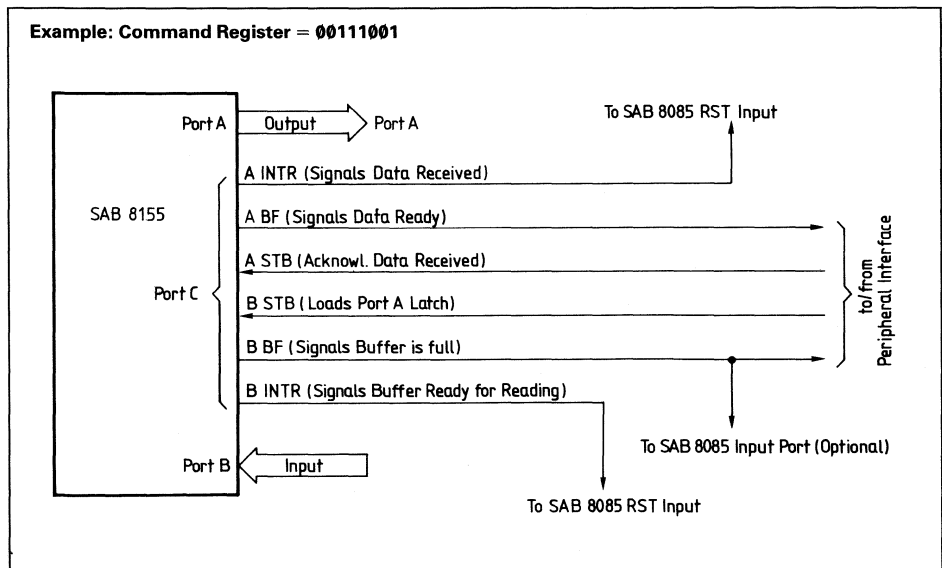 Example: Command Register = 00111001
To SAB 8085 RST Input
Port A
Output
Port A
A INTR (Signals Data Received)
SAB 8155
A BF (Signals Data Ready)
A STB (Acknowl. Data Received)
Port C
B STB (Loads Port A Latch)
to/from
Peripheral Interface
B BF (Signals Buffer is full)
B INTR (Signals Buffer Ready for Reading)
To SAB 8085 Input Port (Optional)
Port B
Input
To SAB 8085 RST Input